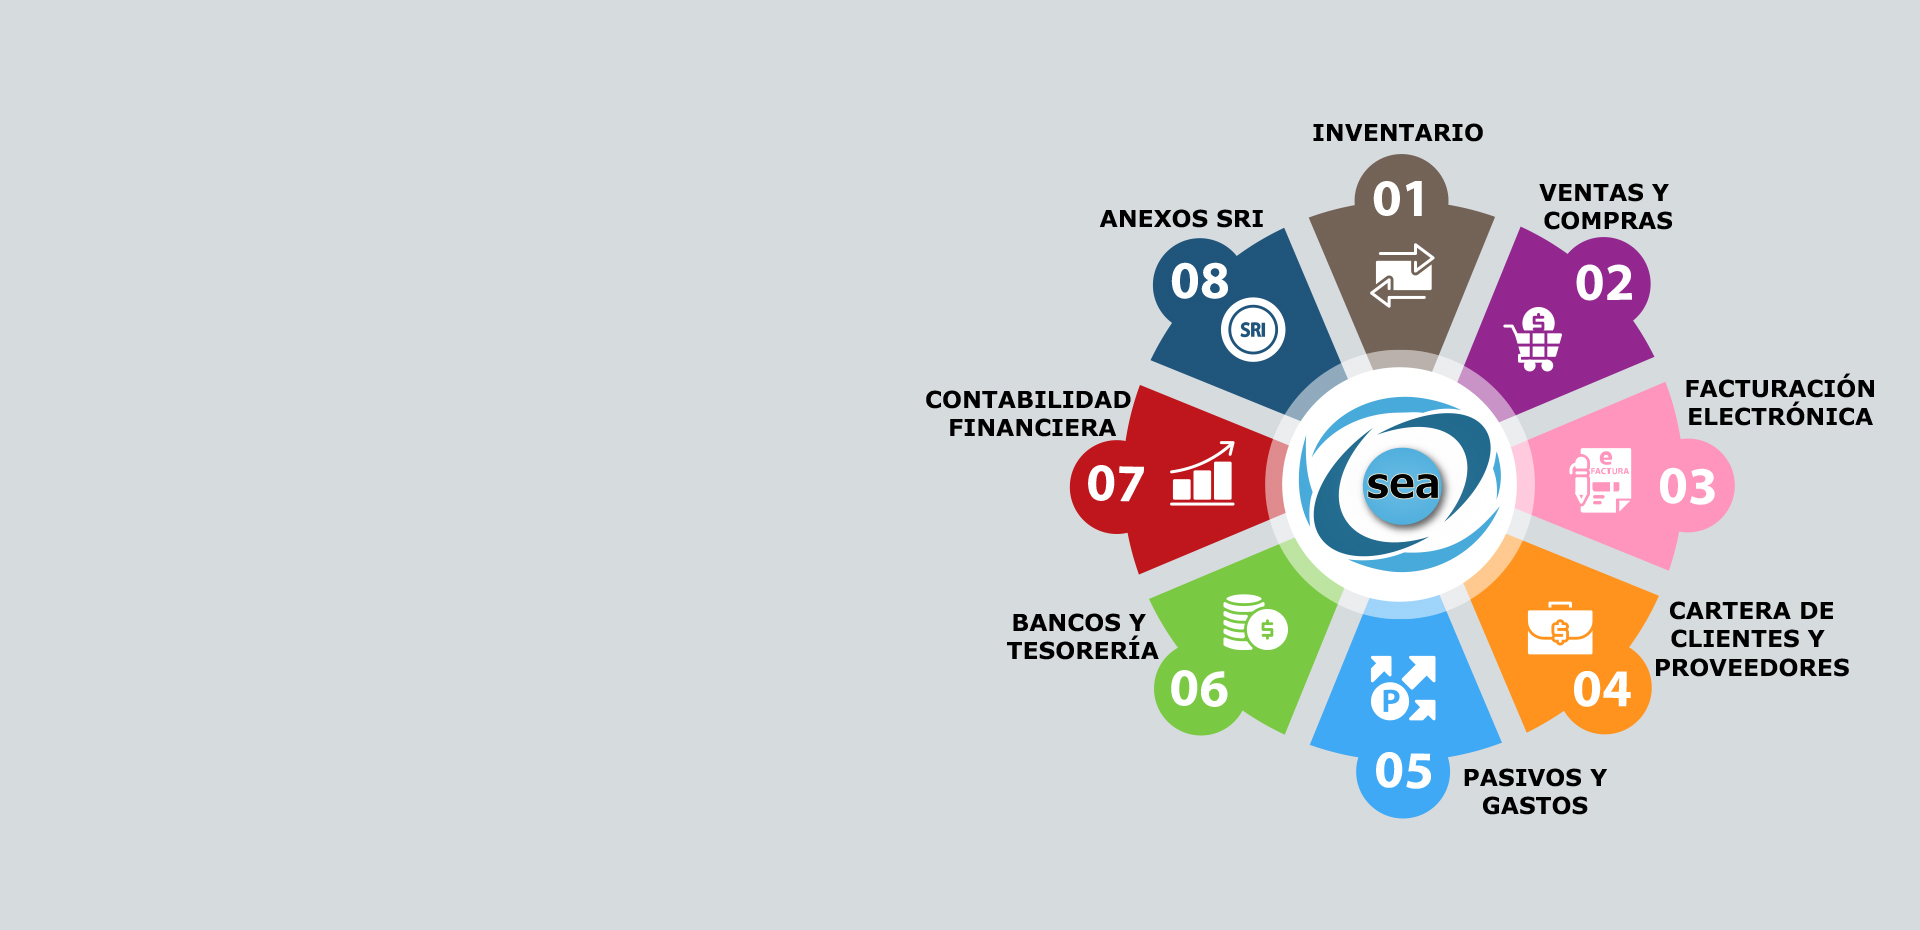 INVENTARIO
01
VENTAS Y
COMPRAS
02
$
FACTURACIÓN
ELECTRÓNICA
e
FACTURA
03
CARTERA DE
CLIENTES Y
PROVEEDORES
$
04
P
05
PASIVOS Y
GASTOS
BANCOS Y
TESORERÍA
$
06
CONTABILIDAD
FINANCIERA
07
ANEXOS SRI
08
SRI
sea